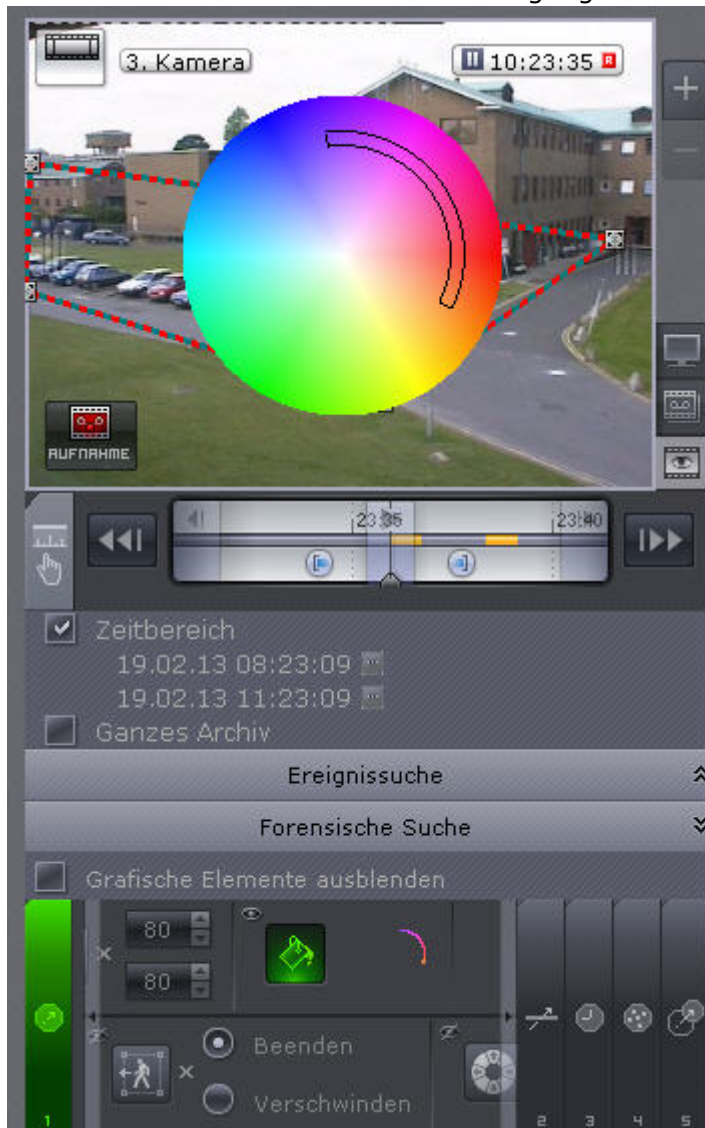 3. Kamera
10:23:35 R
AUFNAHME
23:35
23:40
Zeitbereich
19.02.13 08:23:09
19.02.13 11:23:09
Ganzes Archiv
Ereignissuche
Forensische Suche
Grafische Elemente ausblenden
80
80
Beenden
Verschwinden
1 2 3 4 5